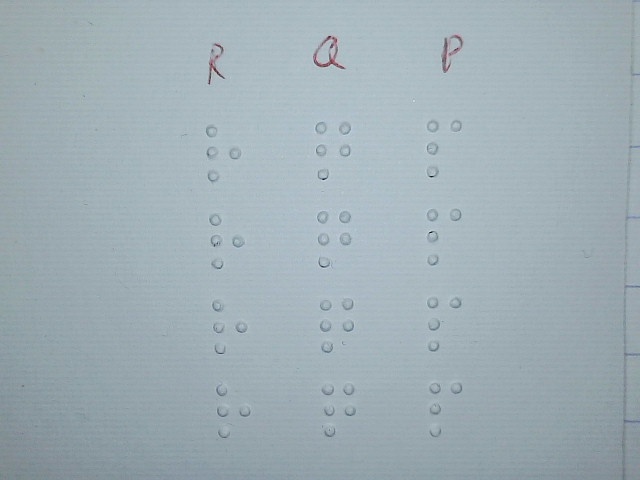 R Q P
⠗ ⠟ ⠏
⠗ ⠟ ⠏
⠗ ⠟ ⠏
⠗ ⠟ ⠏